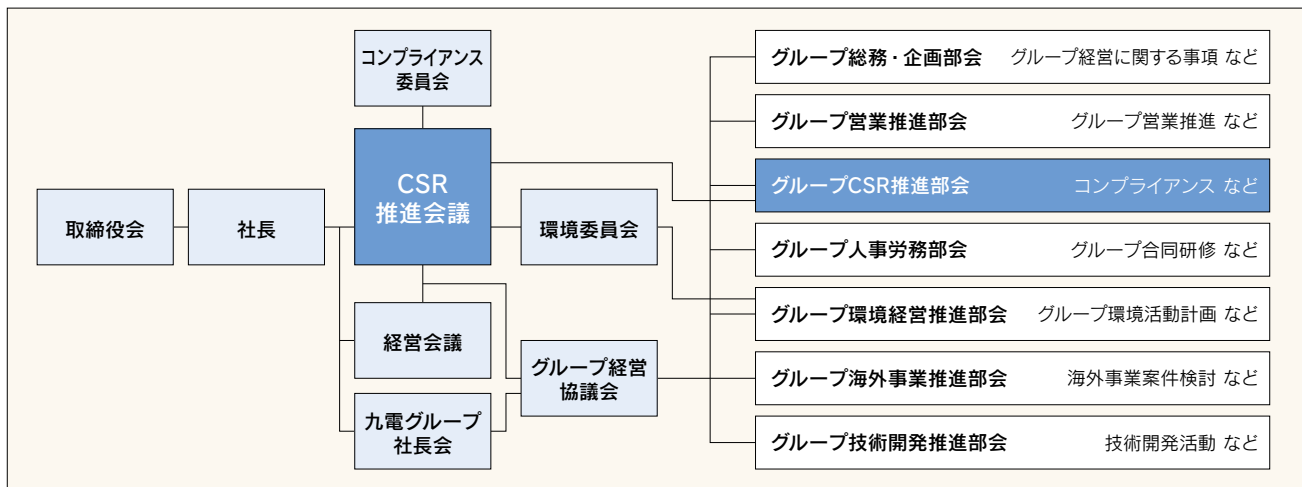 コンプライアンス
委員会
CSR
推進会議
取締役会
社長
環境委員会
経営会議
九電グループ
社長会
グループ経営
協議会
グループ総務・企画部会 グループ経営に関する事項 など
グループ営業推進部会 グループ営業推進 など
グループCSR推進部会 コンプライアンス など
グループ人事労務部会 グループ合同研修 など
グループ環境経営推進部会 グループ環境活動計画 など
グループ海外事業推進部会 海外事業案件検討 など
グループ技術開発推進部会 技術開発活動 など